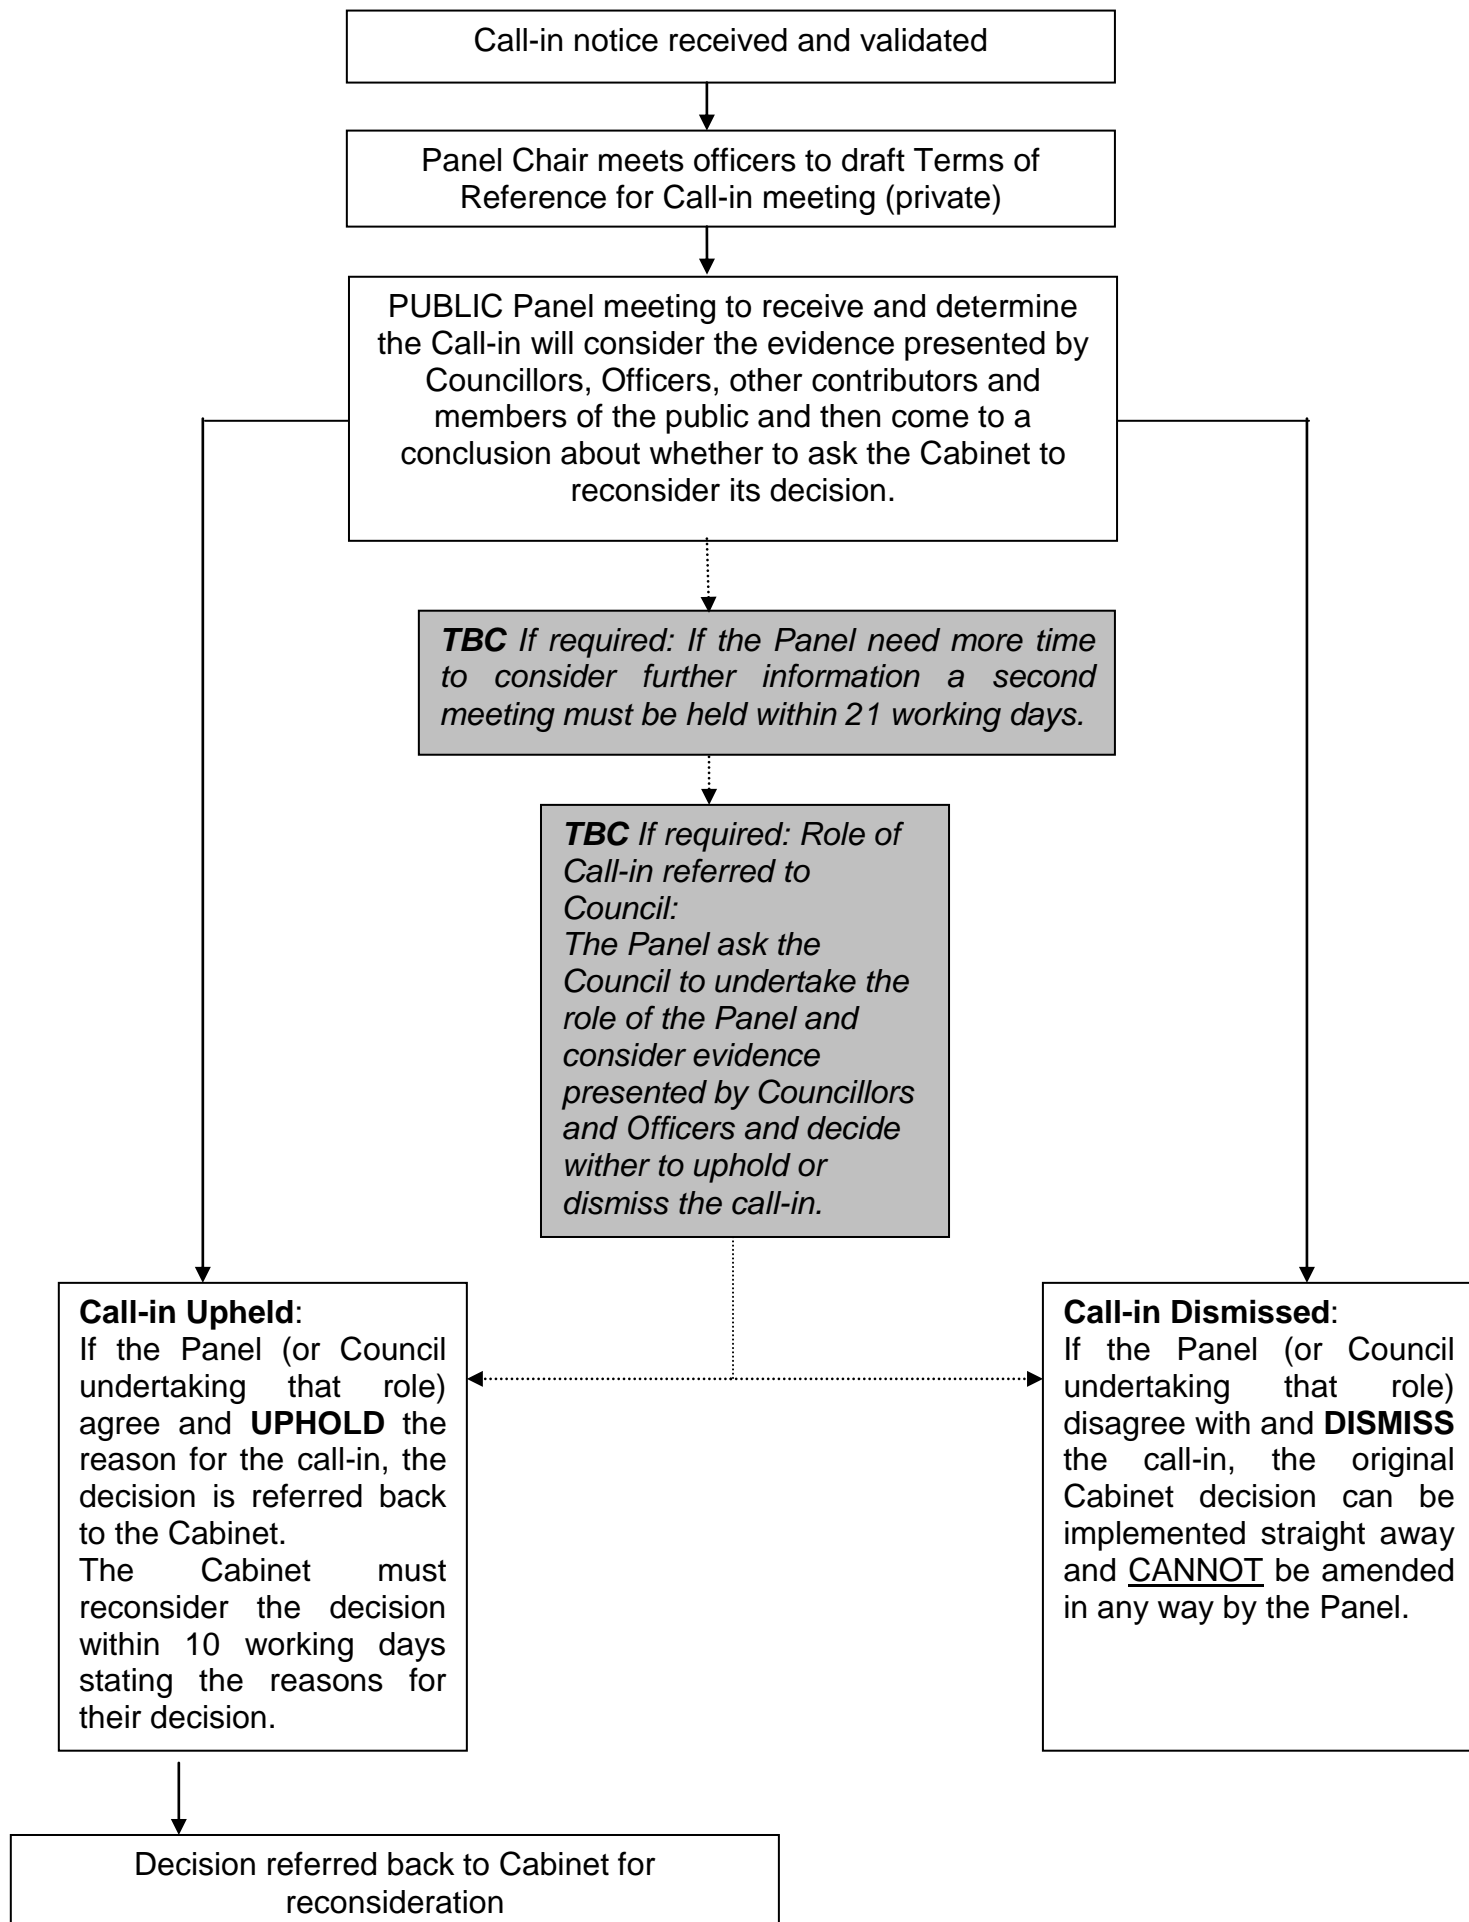 Call-in notice received and validated
Panel Chair meets officers to draft Terms of
Reference for Call-in meeting (private)
PUBLIC Panel meeting to receive and determine
the Call-in will consider the evidence presented by
Councillors, Officers, other contributors and
members of the public and then come to a
conclusion about whether to ask the Cabinet to
reconsider its decision.
TBC If required: If the Panel need more time
to consider further information a second
meeting must be held within 21 working days.
TBC If required: Role of
Call-in referred to
Council:
The Panel ask the
Council to undertake the
role of the Panel and
consider evidence
presented by Councillors
and Officers and decide
wither to uphold or
dismiss the call-in.
Call-in Upheld:
If the Panel (or Council
undertaking that role)
agree and UPHOLD the
reason for the call-in, the
decision is referred back
to the Cabinet.
The Cabinet must
reconsider the decision
within 10 working days
stating the reasons for
their decision.
Call-in Dismissed:
If the Panel (or Council
undertaking that role)
disagree with and DISMISS
the call-in, the original
Cabinet decision can be
implemented straight away
and CANNOT be amended
in any way by the Panel.
Decision referred back to Cabinet for
reconsideration